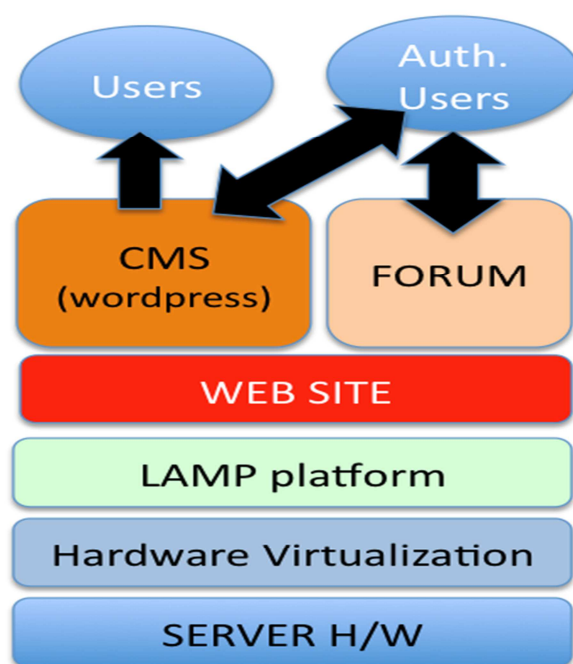 Users
Auth.
Users
CMS
(wordpress)
FORUM
WEB SITE
LAMP platform
Hardware Virtualization
SERVER H/W